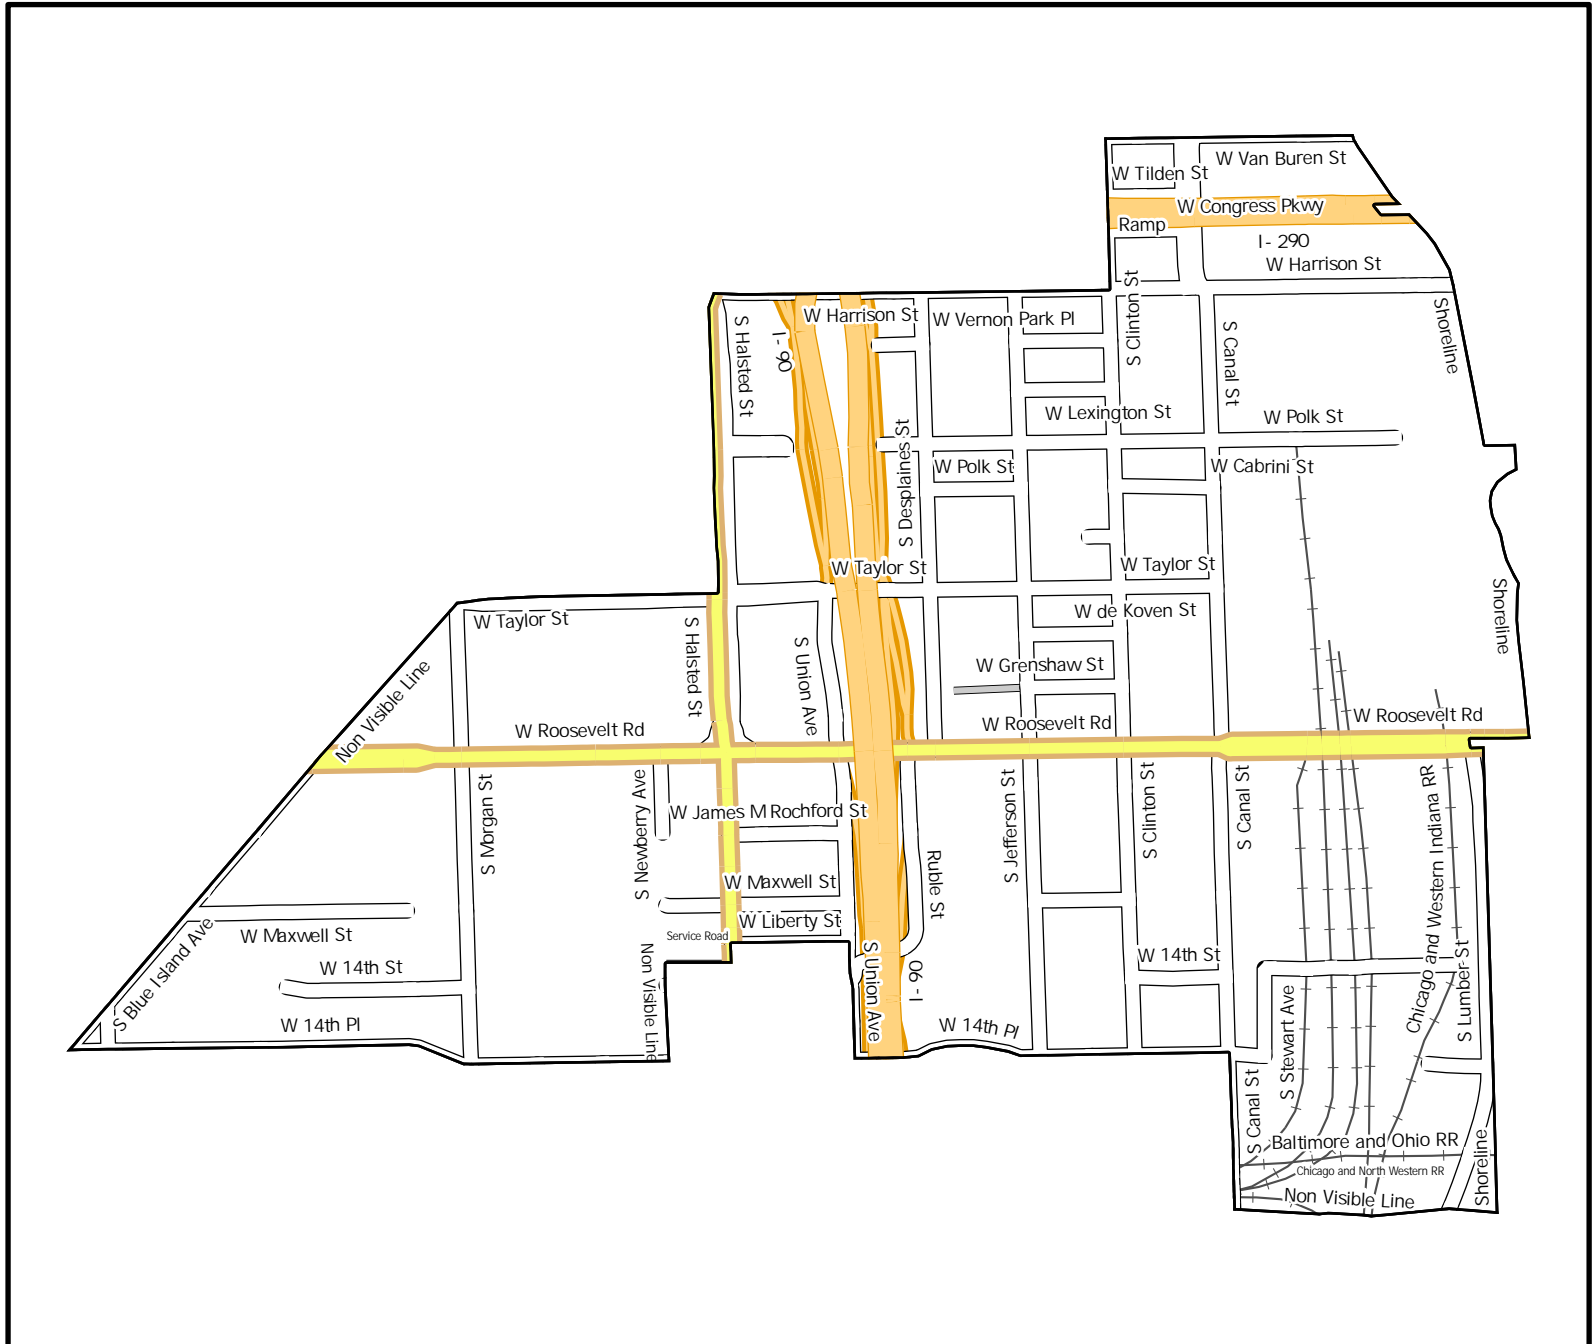 W Van Buren St
W Tilden St
W Congress Pkwy
Ramp
I - 290
W Harrison St
S Clinton St
Shoreline
W Harrison St
W Vernon Park Pl
S Halsted St
I - 90
S Canal St
W Lexington St
W Polk St
S Desplaines St
W Polk St
W Cabrini St
W Taylor St
W Taylor St
Shoreline
W Taylor St
W de Koven St
S Halsted St
S Union Ave
W Grenshaw St
Non Visible Line
W Roosevelt Rd
W Roosevelt Rd
W Roosevelt Rd
S Morgan St
S Newberry Ave
W James M Rochford St
S Jefferson St
S Clinton St
S Canal St
Chicago and Western Indiana RR
W Maxwell St
Ruble St
W Liberty St
Service Road
W Maxwell St
S Blue Island Ave
W 14th St
Non Visible Line
S Union Ave
I - 90
W 14th St
S Lumber St
W 14th Pl
W 14th Pl
S Stewart Ave
S Canal St
Baltimore and Ohio RR
Chicago and North Western RR
Shoreline
Non Visible Line